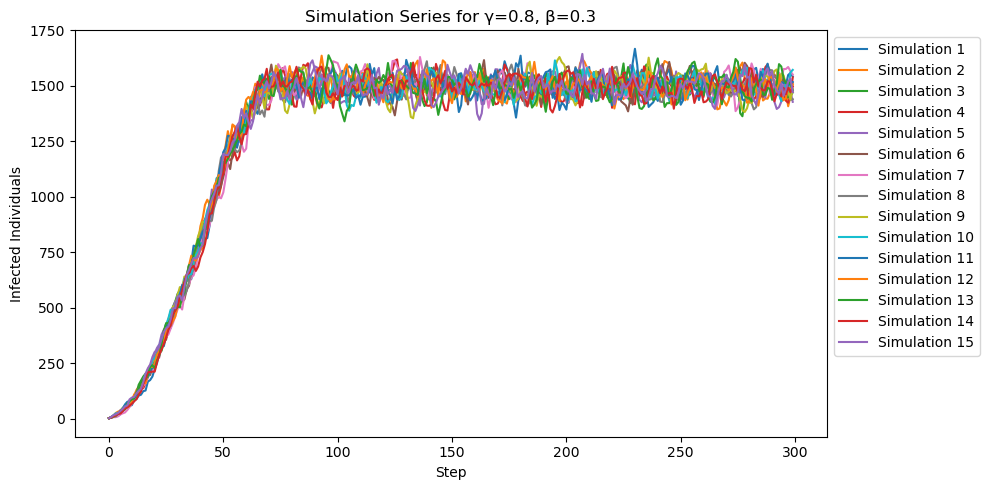 Simulation Series for γ=0.8, β=0.3
Infected Individuals
1750
1500
1250
1000
750
500
250
0
0 50 100 150 200 250 300
Step
Simulation 1
Simulation 2
Simulation 3
Simulation 4
Simulation 5
Simulation 6
Simulation 7
Simulation 8
Simulation 9
Simulation 10
Simulation 11
Simulation 12
Simulation 13
Simulation 14
Simulation 15